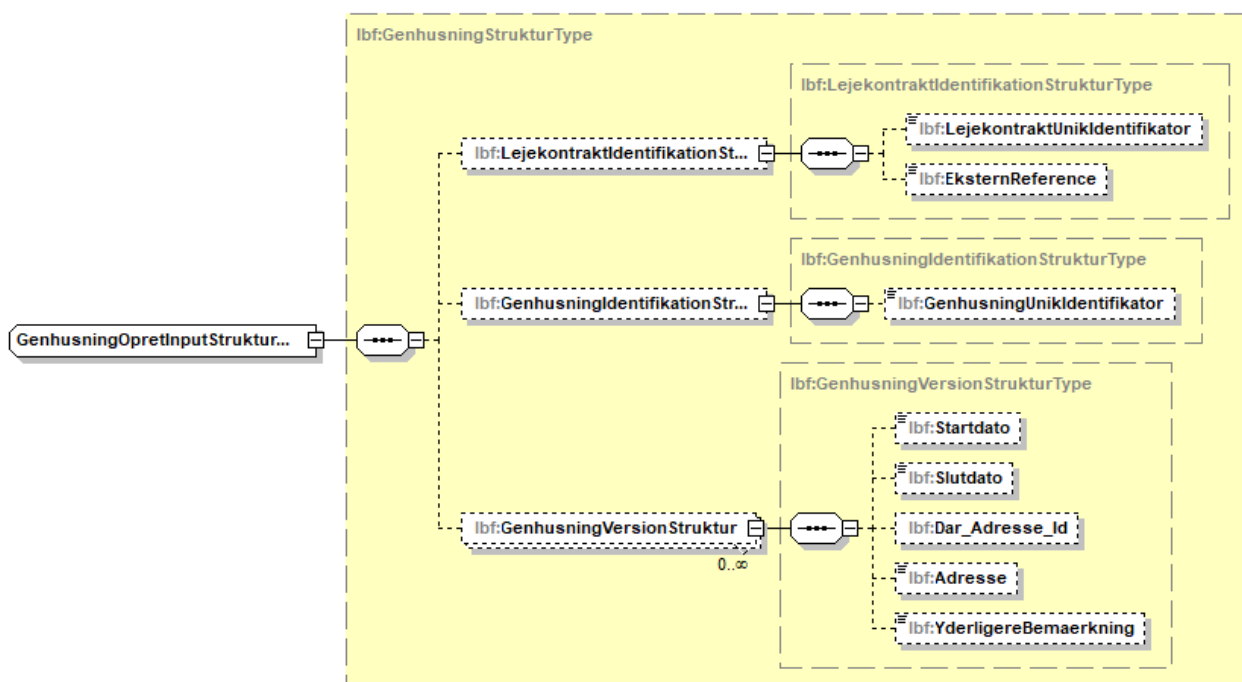 lbf:GenhusningStrukturType
lbf:LejekontraktIdentifikationStrukturType
lbf:LejekontraktIdentifikationSt...
lbf:LejekontraktUnikIdentifikator
lbf:EksternReference
lbf:GenhusningIdentifikationStrukturType
lbf:GenhusningIdentifikationStr...
lbf:GenhusningUnikIdentifikator
GenhusningOpretInputStruktur...
lbf:GenhusningVersionStrukturType
lbf:Startdato
lbf:Slutdato
lbf:GenhusningVersionStruktur
0..∞
lbf:Dar_Adresse_Id
lbf:Adresse
lbf:YderligereBemaerkning